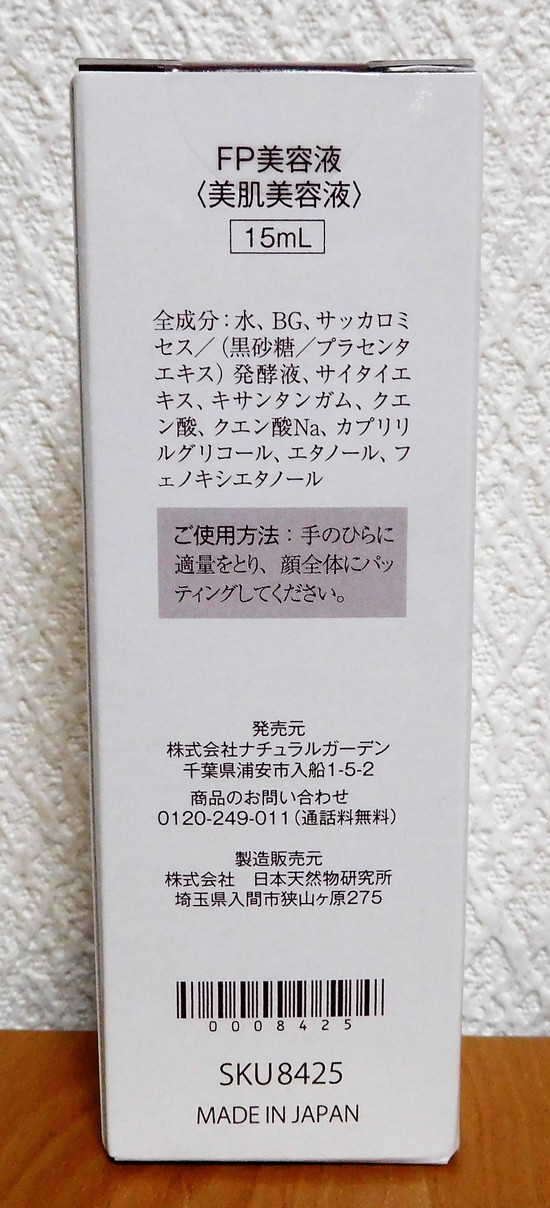 FP美容液
〈美肌美容液〉
15mL
全成分：水、BG、サッカロミ
セス／（黒砂糖／プラセンタ
エキス）発酵液、サイタイエ
キス、キサンタンガム、クエ
ン酸、クエン酸Na、カプリリ
ルグリコール、エタノール、フ
ェノキシエタノール
ご使用方法：手のひらに
適量をとり、顔全体にパッ
ティングしてください。
発売元
株式会社ナチュラルガーデン
千葉県浦安市入船1-5-2
商品のお問い合わせ
0120-249-011（通話料無料）
製造販売元
株式会社　日本天然物研究所
埼玉県入間市狭山ヶ原275
0008425
SKU8425
MADE IN JAPAN